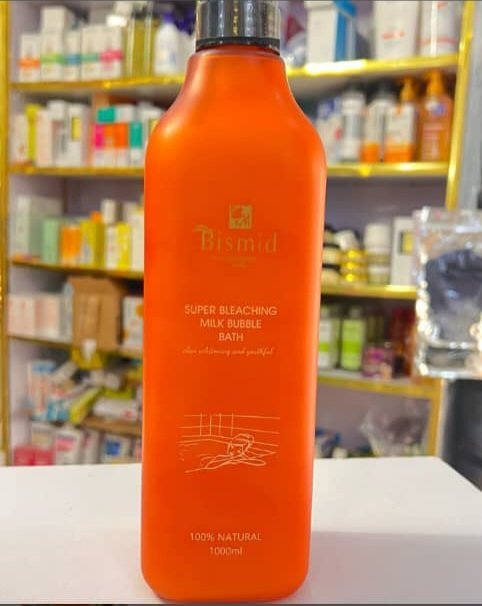 Bismid
SUPER BLEACHING
MILK BUBBLE
BATH
skin whitening and youthful
100% NATURAL
1000ml